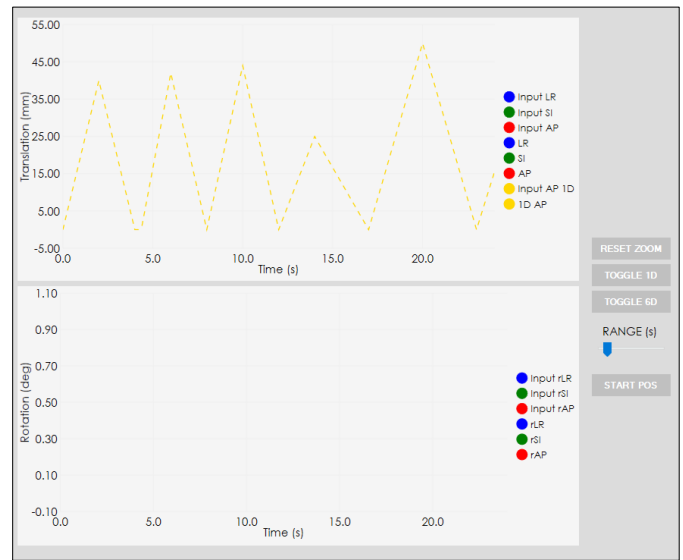 55.00
45.00
35.00
25.00
15.00
5.00
-5.00
Translation (mm)
0.0
5.0
10.0
15.0
20.0
Time (s)
Input LR
Input SI
Input AP
LR
SI
AP
Input AP 1D
1D AP
1.10
0.90
0.70
0.50
0.30
0.10
-0.10
Rotation (deg)
0.0
5.0
10.0
15.0
20.0
Time (s)
Input rLR
Input rSI
Input rAP
rLR
rSI
rAP
RESET ZOOM
TOGGLE 1D
TOGGLE 6D
RANGE (s)
START POS